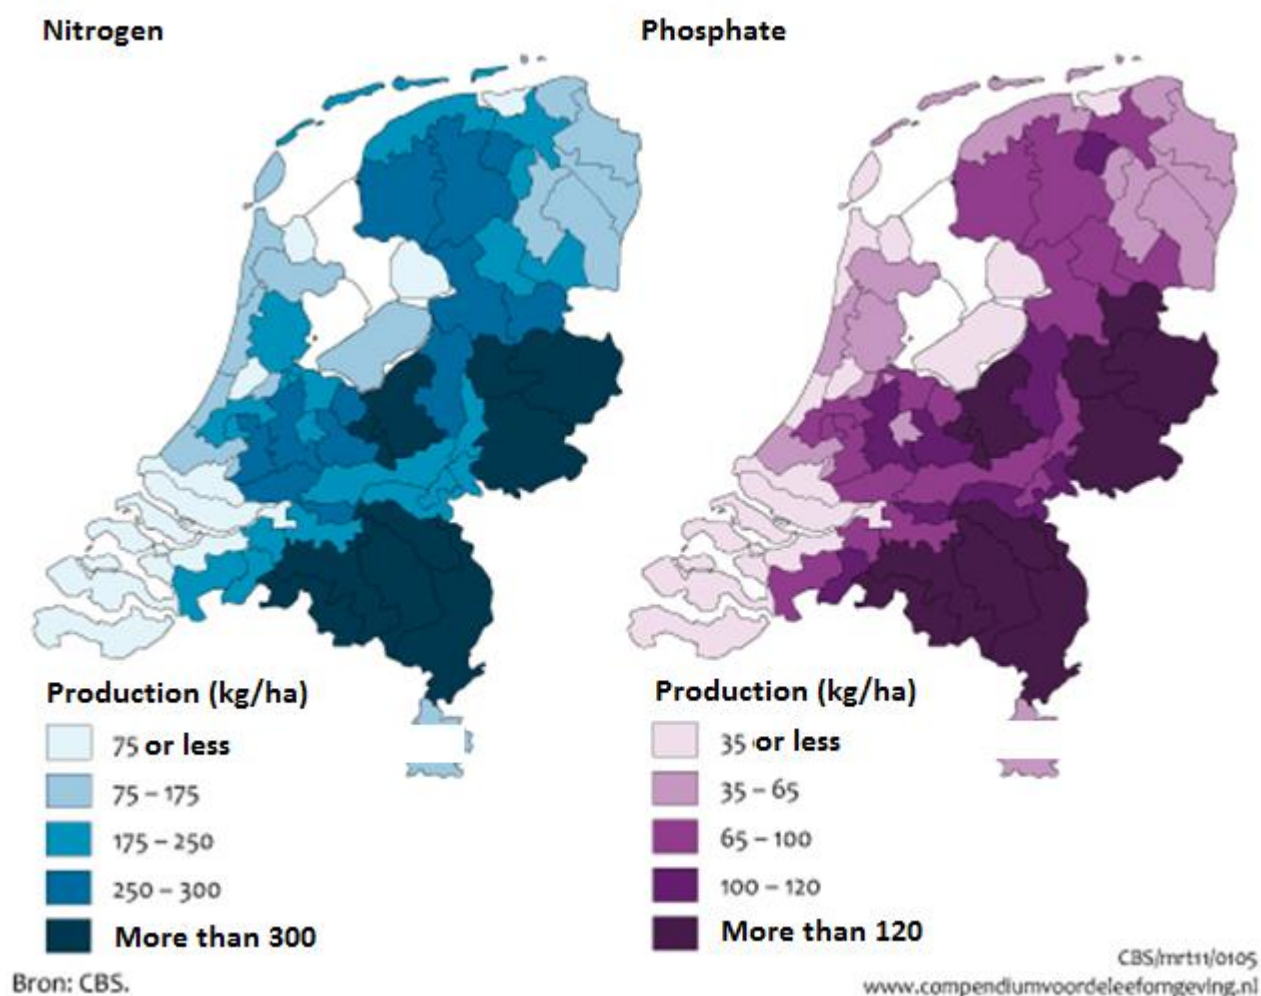 Nitrogen
Phosphate
Production (kg/ha)
75 or less
75 – 175
175 – 250
250 – 300
More than 300
Production (kg/ha)
35 or less
35 – 65
65 – 100
100 – 120
More than 120
Bron: CBS.
CBS/mrt11/0105
www.compendiumvoordeleefomgeving.nl